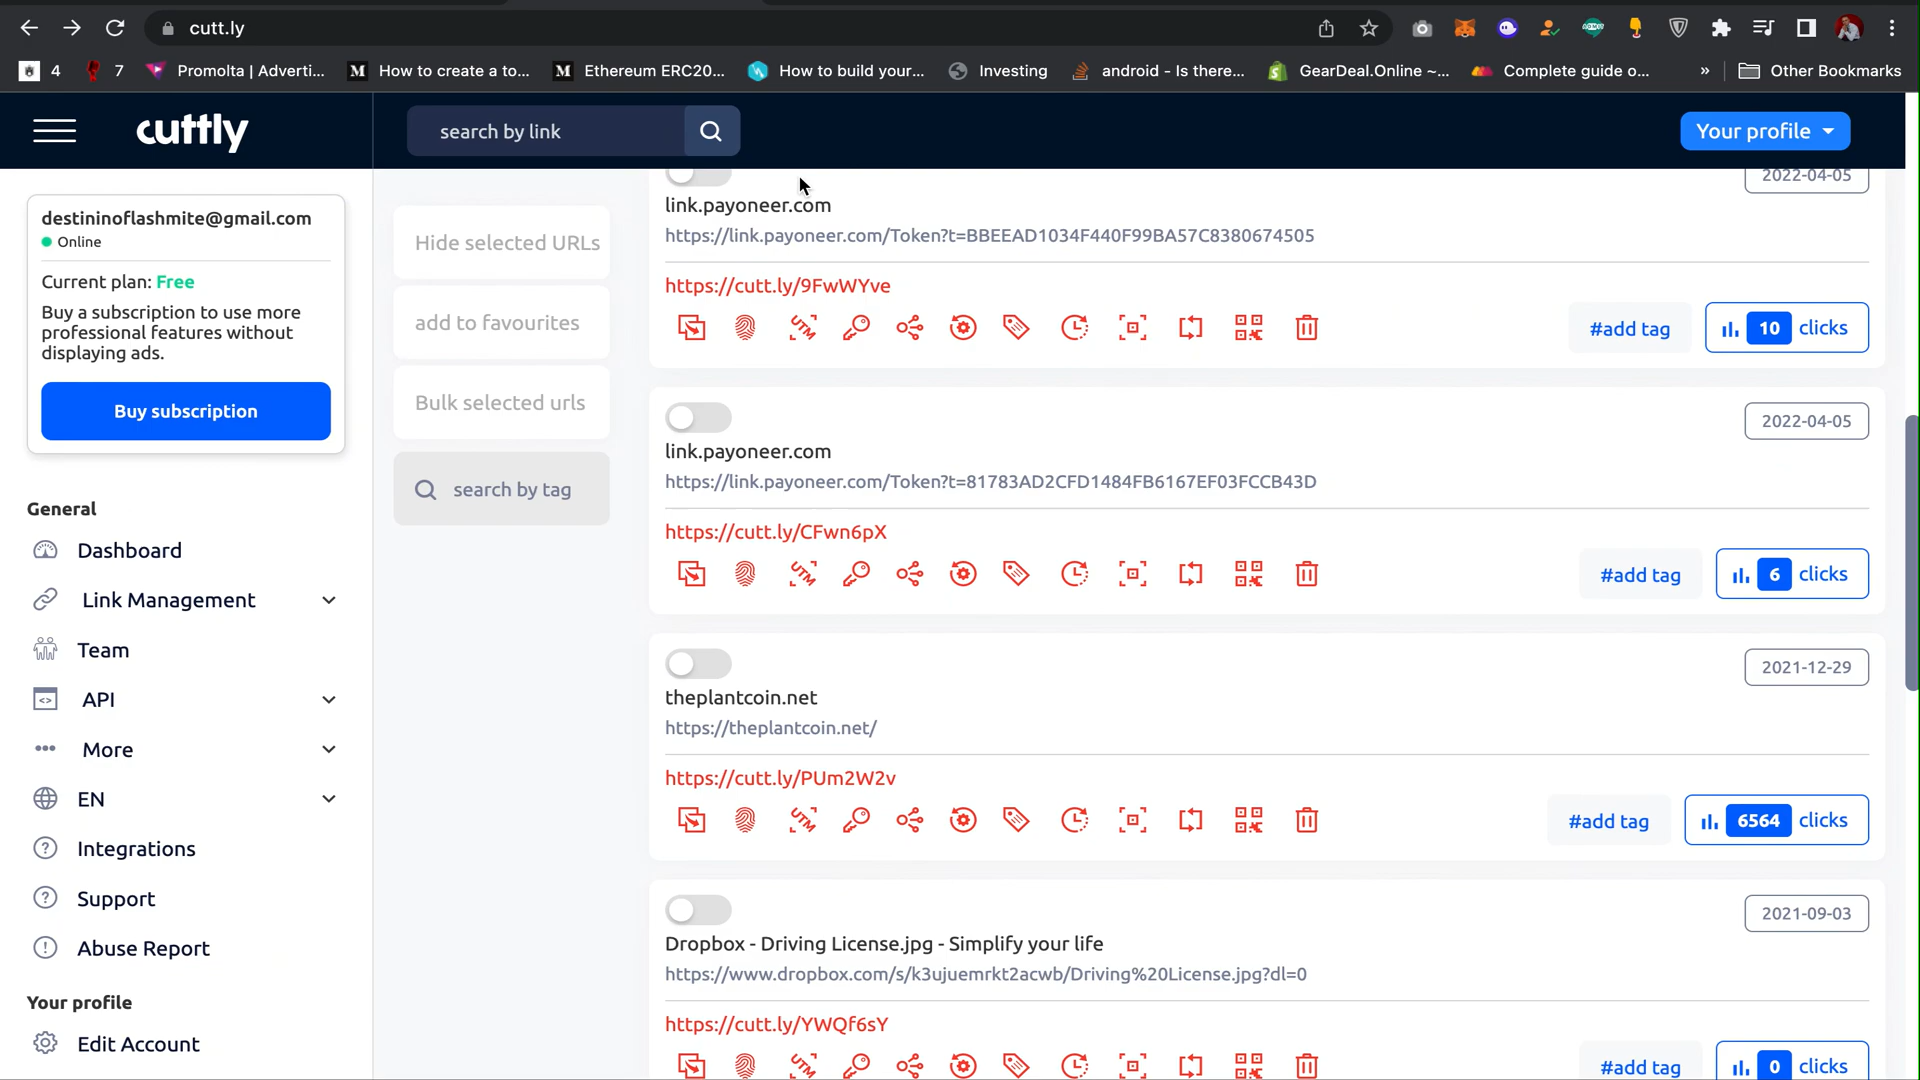 cutt.ly
4
7
Promolta | Adverti...
How to create a to...
Ethereum ERC20...
How to build your...
Investing
android - Is there...
GearDeal.Online ~...
Complete guide o...
»
Other Bookmarks
cuttly
search by link
Your profile
destininoflashmite@gmail.com
Online
Current plan: Free
Buy a subscription to use more
professional features without
displaying ads.
Buy subscription
General
Dashboard
Link Management
Team
API
More
EN
Integrations
Support
Abuse Report
Your profile
Edit Account
Hide selected URLs
add to favourites
Bulk selected urls
search by tag
2022-04-05
link.payoneer.com
https://link.payoneer.com/Token?t=BBEEAD1034F440F99BA57C8380674505
https://cutt.ly/9FwWYve
UTM
#add tag
10 clicks
2022-04-05
link.payoneer.com
https://link.payoneer.com/Token?t=81783AD2CFD1484FB6167EF03FCCB43D
https://cutt.ly/CFwn6pX
UTM
#add tag
6 clicks
2021-12-29
theplantcoin.net
https://theplantcoin.net/
https://cutt.ly/PUm2W2v
UTM
#add tag
6564 clicks
2021-09-03
Dropbox - Driving License.jpg - Simplify your life
https://www.dropbox.com/s/k3ujuemrkt2acwb/Driving%20License.jpg?dl=0
https://cutt.ly/YWQf6sY
UTM
#add tag
0 clicks